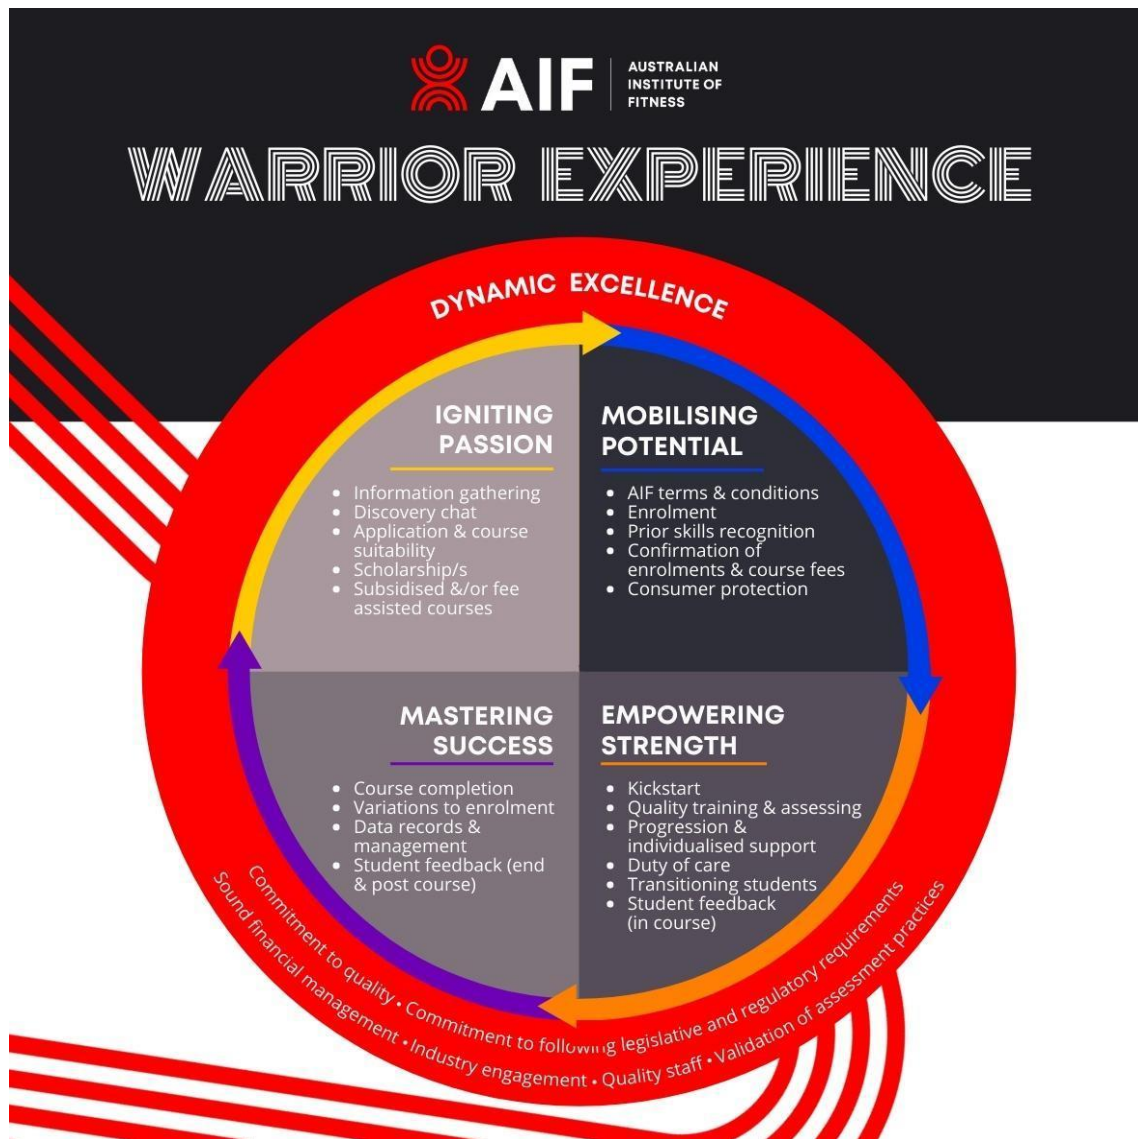 AIF
AUSTRALIAN
INSTITUTE OF
FITNESS
WARRIOR EXPERIENCE
DYNAMIC EXCELLENCE
IGNITING
PASSION
• Information gathering
• Discovery chat
• Application & course
suitability
• Scholarship/s
• Subsidised &/or fee
assisted courses
MOBILISING
POTENTIAL
• AIF terms & conditions
• Enrolment
• Prior skills recognition
• Confirmation of
enrolments & course fees
• Consumer protection
MASTERING
SUCCESS
• Course completion
• Variations to enrolment
• Data records &
management
• Student feedback (end
& post course)
EMPOWERING
STRENGTH
• Kickstart
• Quality training & assessing
• Progression &
individualised support
• Duty of care
• Transitioning students
• Student feedback
(in course)
Commitment to quality • Commitment to following legislative and regulatory requirements
Sound financial management • Industry engagement • Quality staff • Validation of assessment practices